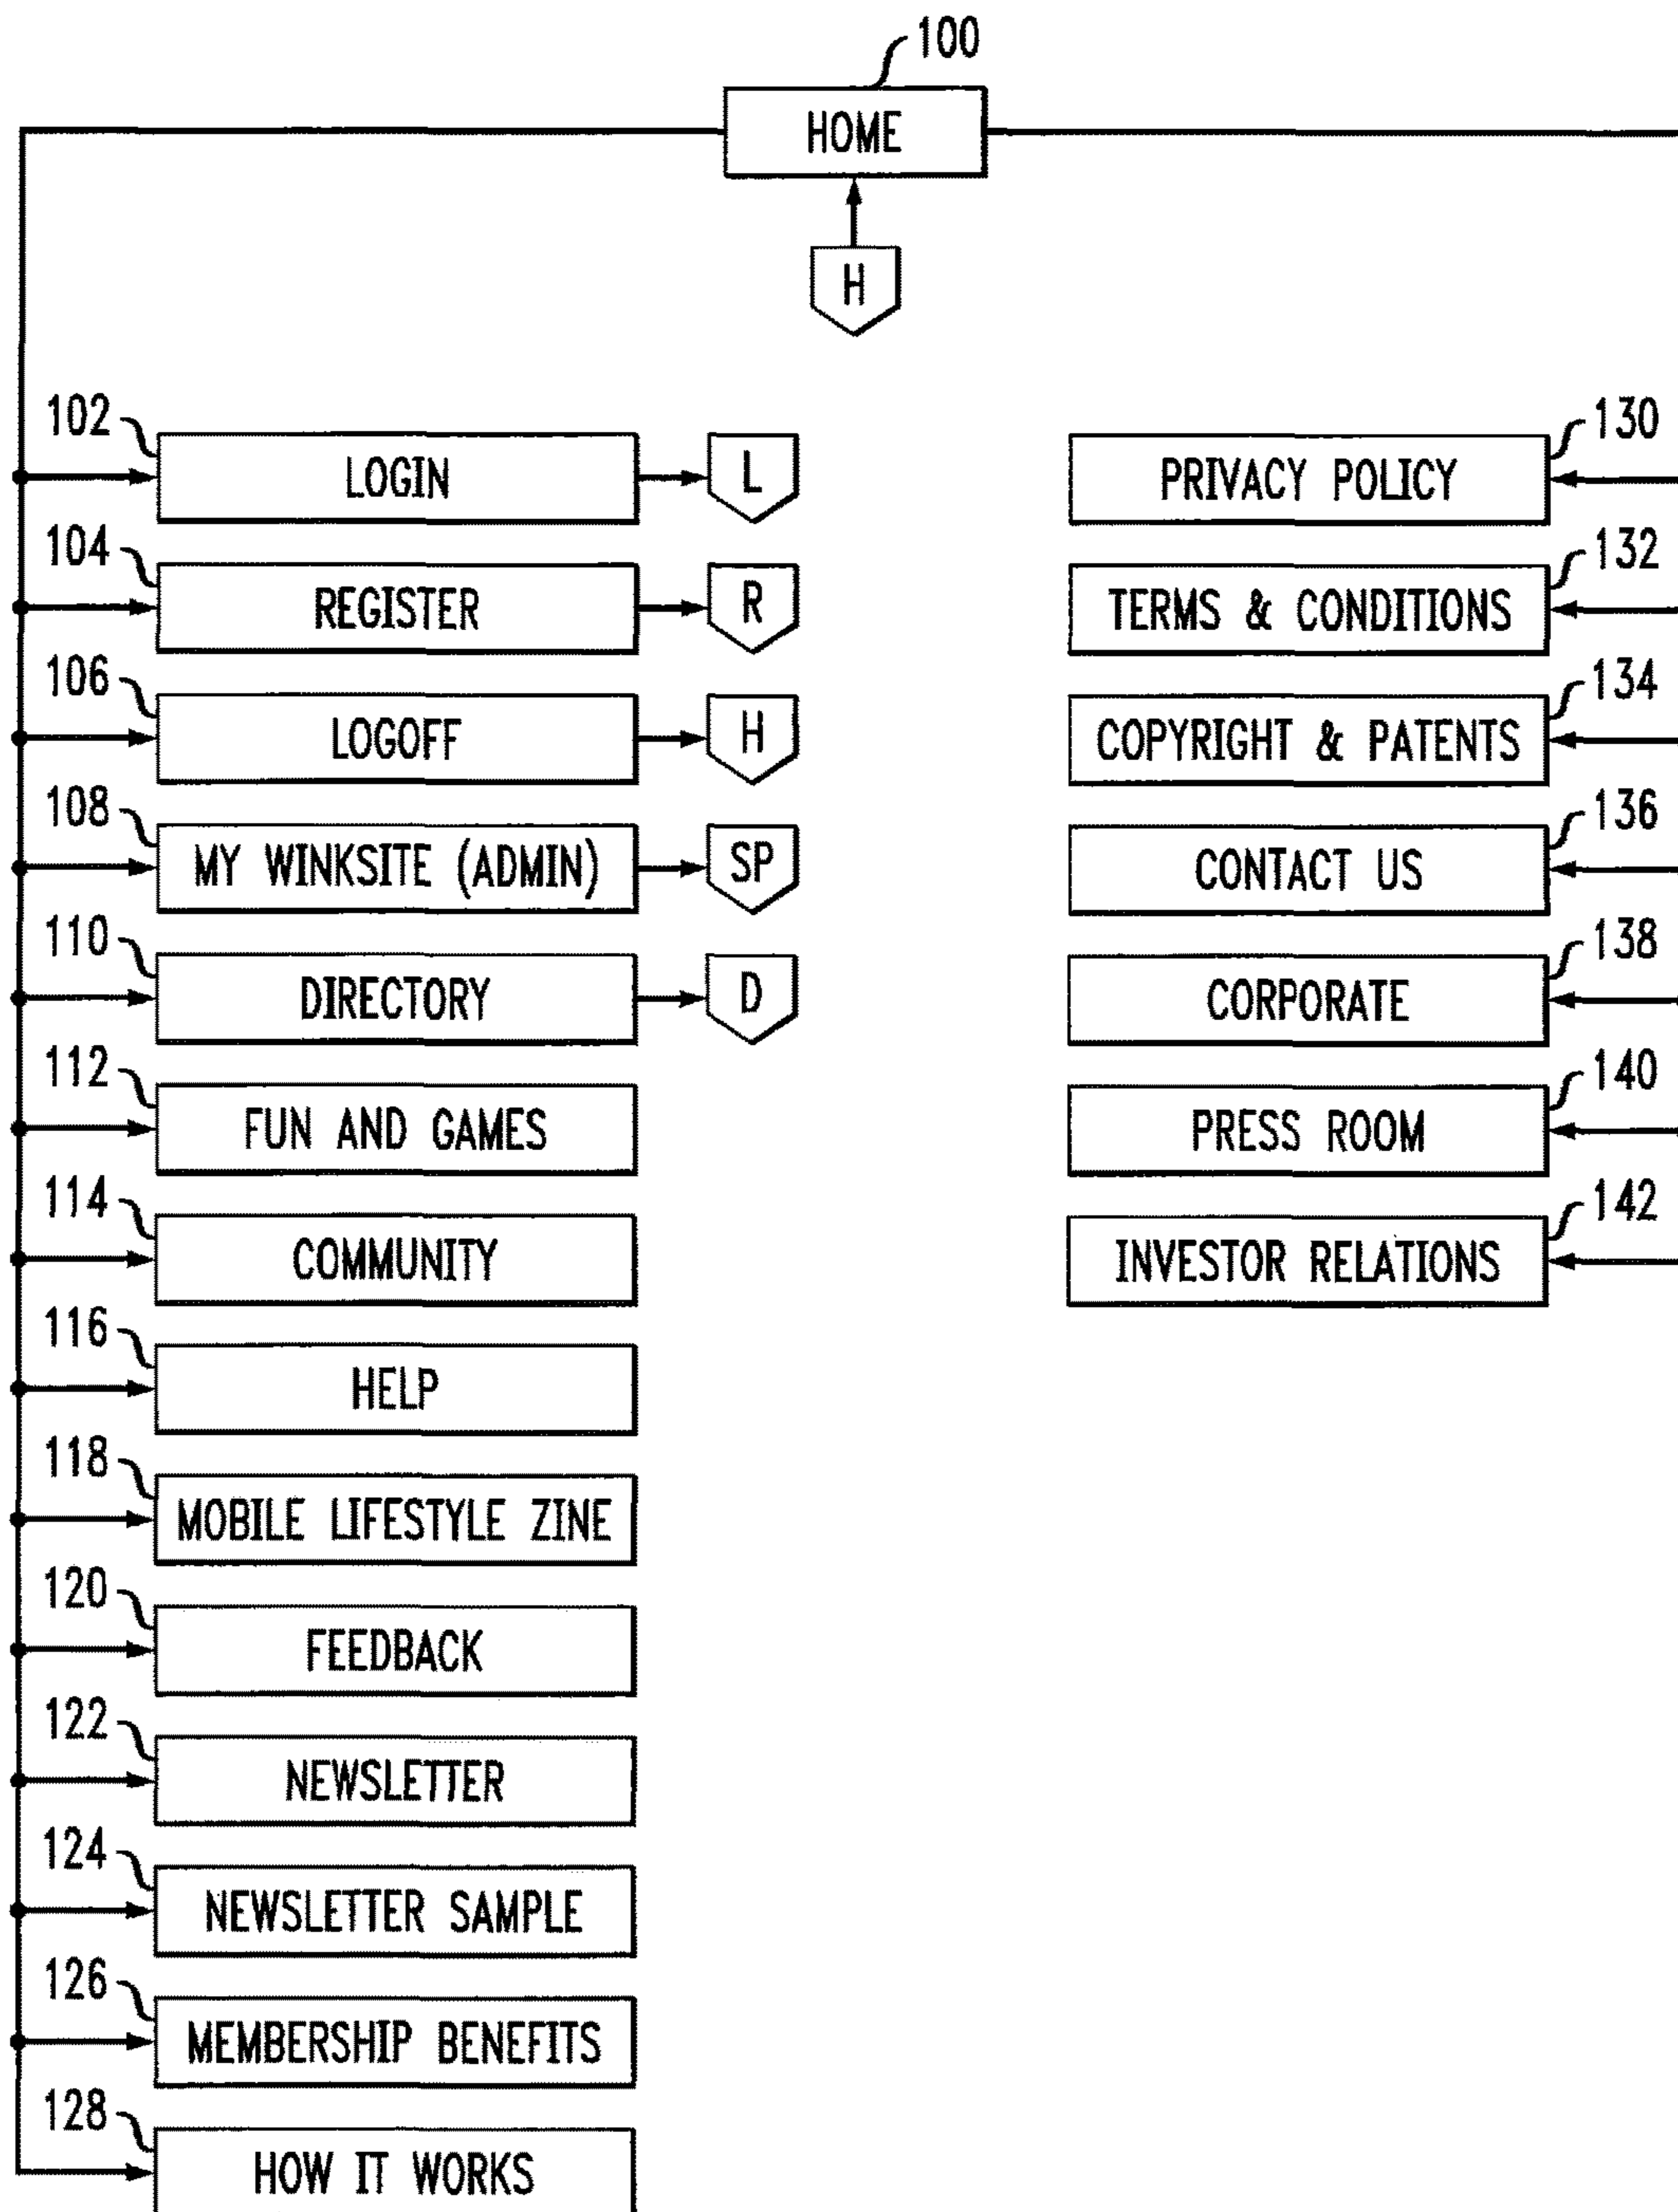 100
HOME
H
102
LOGIN
L
104
REGISTER
R
106
LOGOFF
H
108
MY WINKSITE (ADMIN)
SP
110
DIRECTORY
D
112
FUN AND GAMES
114
COMMUNITY
116
HELP
118
MOBILE LIFESTYLE ZINE
120
FEEDBACK
122
NEWSLETTER
124
NEWSLETTER SAMPLE
126
MEMBERSHIP BENEFITS
128
HOW IT WORKS
130
PRIVACY POLICY
132
TERMS & CONDITIONS
134
COPYRIGHT & PATENTS
136
CONTACT US
138
CORPORATE
140
PRESS ROOM
142
INVESTOR RELATIONS